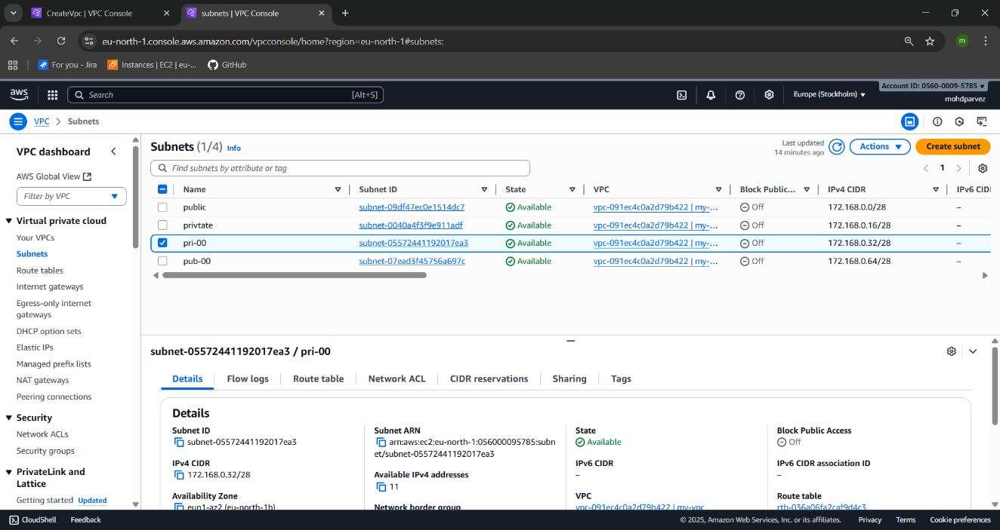 CreateVpc | VPC Console
subnets | VPC Console
eu-north-1.console.aws.amazon.com/vpcconsole/home?region=eu-north-1#subnets:
m
For you - Jira
Instances | EC2 | eu-...
GitHub
aws
Search
[Alt+S]
Europe (Stockholm)
Account ID: 0560-0009-5785
mohdparvez
VPC
Subnets
VPC dashboard
AWS Global View
Filter by VPC
Virtual private cloud
Your VPCs
Subnets
Route tables
Internet gateways
Egress-only internet
gateways
DHCP option sets
Elastic IPs
Managed prefix lists
NAT gateways
Peering connections
Security
Network ACLs
Security groups
PrivateLink and
Lattice
Getting started Updated
Subnets (1/4) Info
Last updated
14 minutes ago
Actions
Create subnet
Find subnets by attribute or tag
1
Name Subnet ID State VPC Block Public... IPv4 CIDR IPv6 CIDI
public subnet-09df47ec0e1514dc7 Available vpc-091ec4c0a2d79b422 | my-... Off 172.168.0.0/28 –
privtate subnet-0040a4f3f9e911adf Available vpc-091ec4c0a2d79b422 | my-... Off 172.168.0.16/28 –
pri-00 subnet-05572441192017ea3 Available vpc-091ec4c0a2d79b422 | my-... Off 172.168.0.32/28 –
pub-00 subnet-07ead3f45756a697c Available vpc-091ec4c0a2d79b422 | my-... Off 172.168.0.64/28 –
subnet-05572441192017ea3 / pri-00
Details Flow logs Route table Network ACL CIDR reservations Sharing Tags
Details
Subnet ID
subnet-05572441192017ea3
IPv4 CIDR
172.168.0.32/28
Availability Zone
eun1-az2 (eu-north-1b)
Subnet ARN
arn:aws:ec2:eu-north-1:056000095785:subn
et/subnet-05572441192017ea3
Available IPv4 addresses
11
Network border group
State
Available
IPv6 CIDR
–
VPC
vpc-091ec4c0a2d79b422 | my-vpc
Block Public Access
Off
IPv6 CIDR association ID
–
Route table
rtb-036a06fa2caf9d4c3
CloudShell
Feedback
© 2025, Amazon Web Services, Inc. or its affiliates.
Privacy
Terms
Cookie preferences